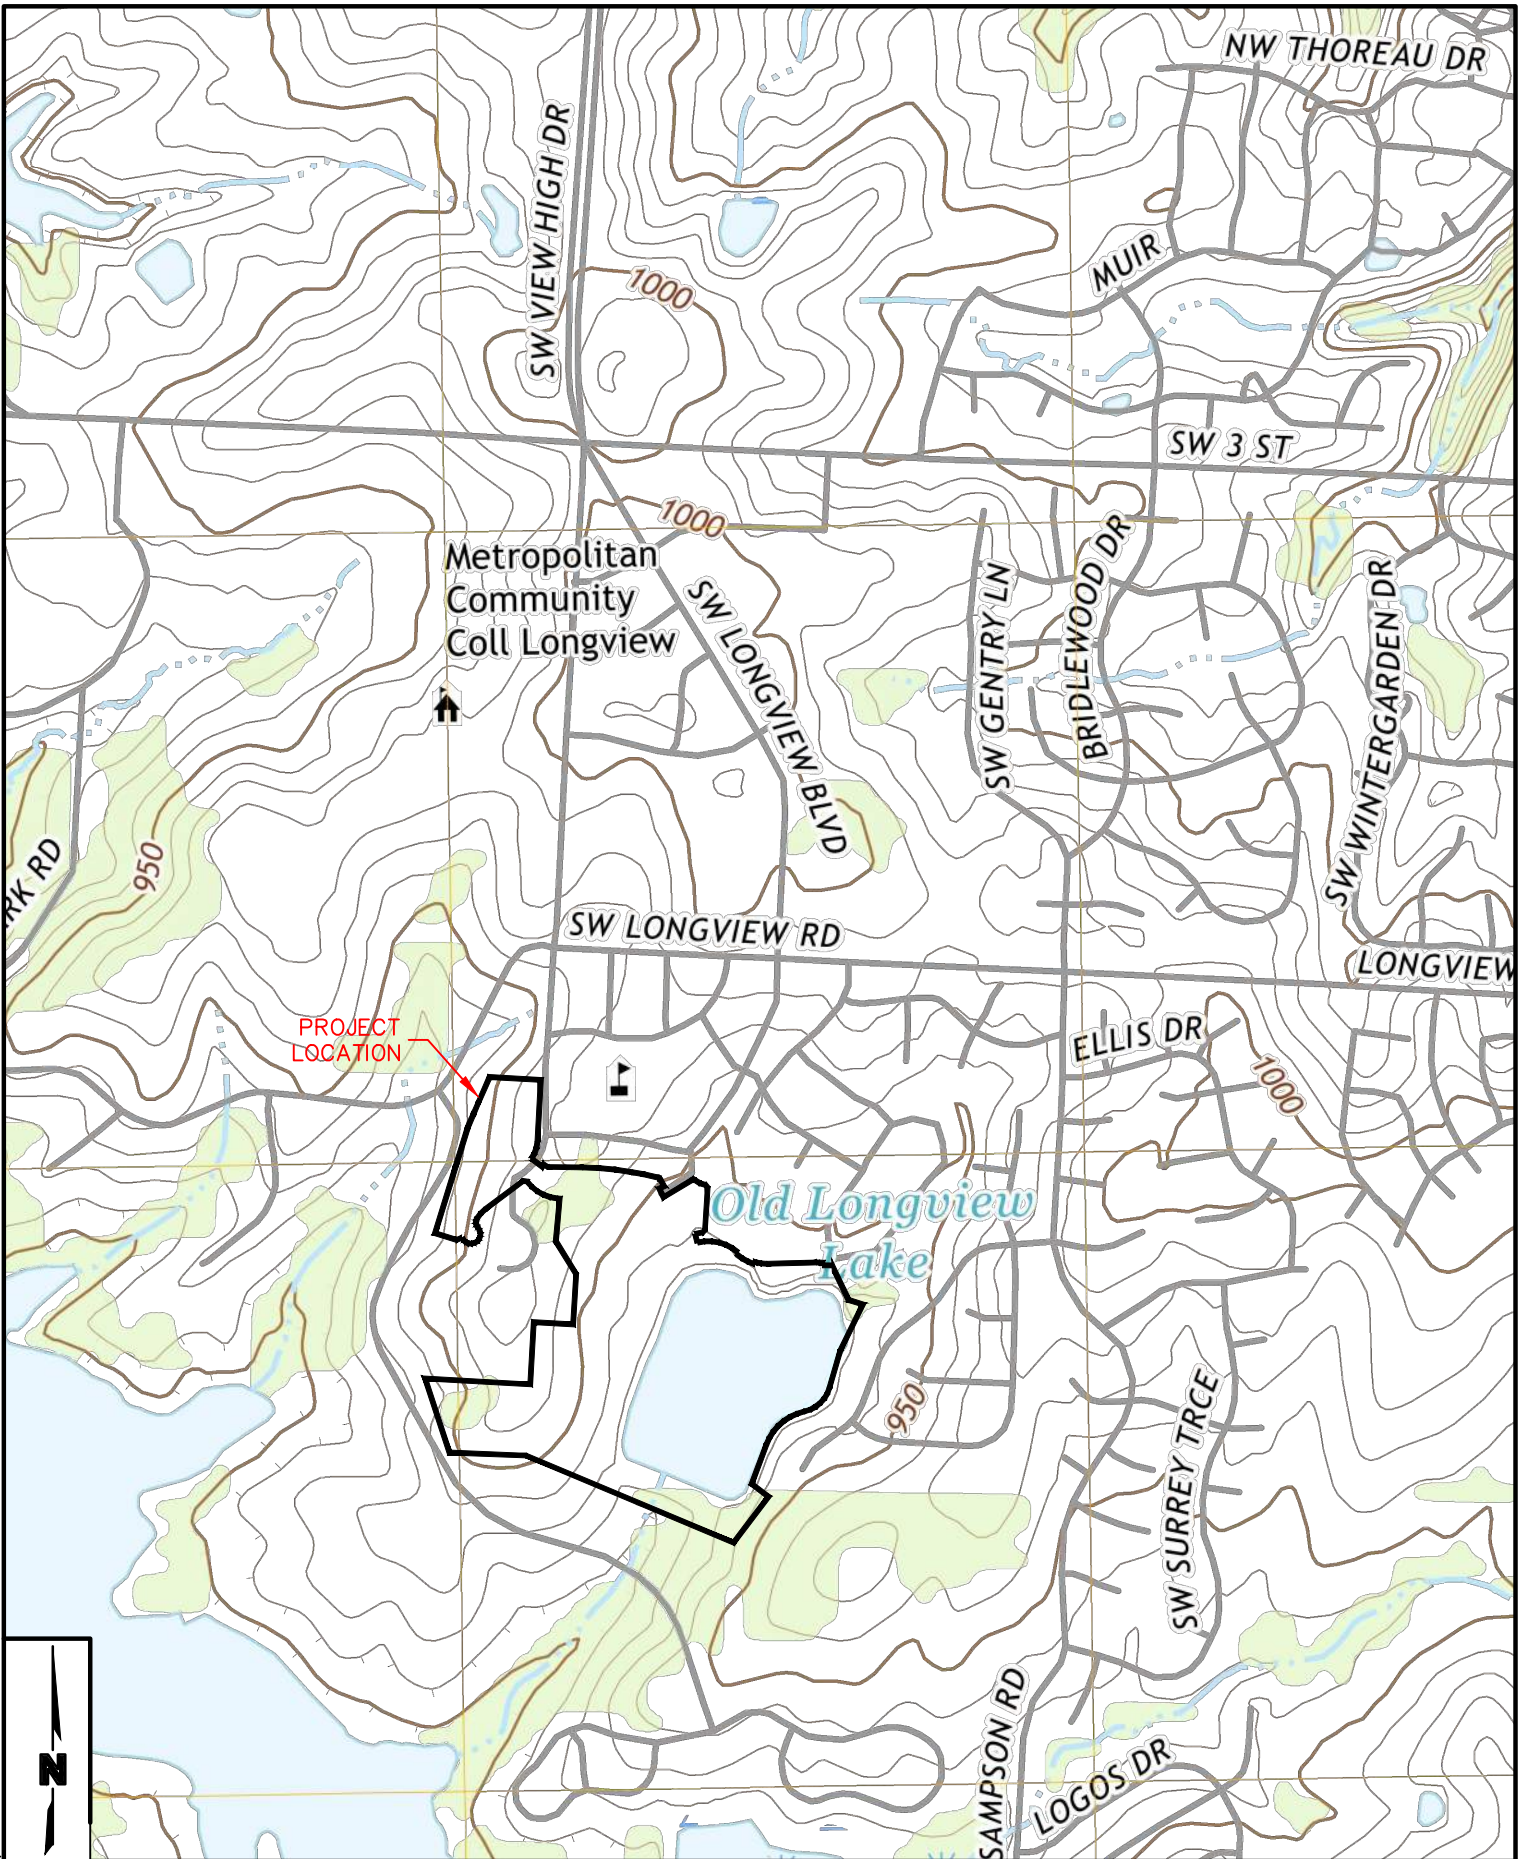 NW THOREAU DR
SW VIEW HIGH DR
MUIR
1000
SW 3 ST
1000
Metropolitan
Community
Coll Longview
SW LONGVIEW BLVD
SW GENTRY LN
BRIDLEWOOD DR
SW WINTERGARDEN DR
950
RK RD
SW LONGVIEW RD
LONGVIEW
PROJECT
LOCATION
ELLIS DR
1000
Old Longview
Lake
950
SW SURREY TRCE
SAMPSON RD
LOGOS DR
N